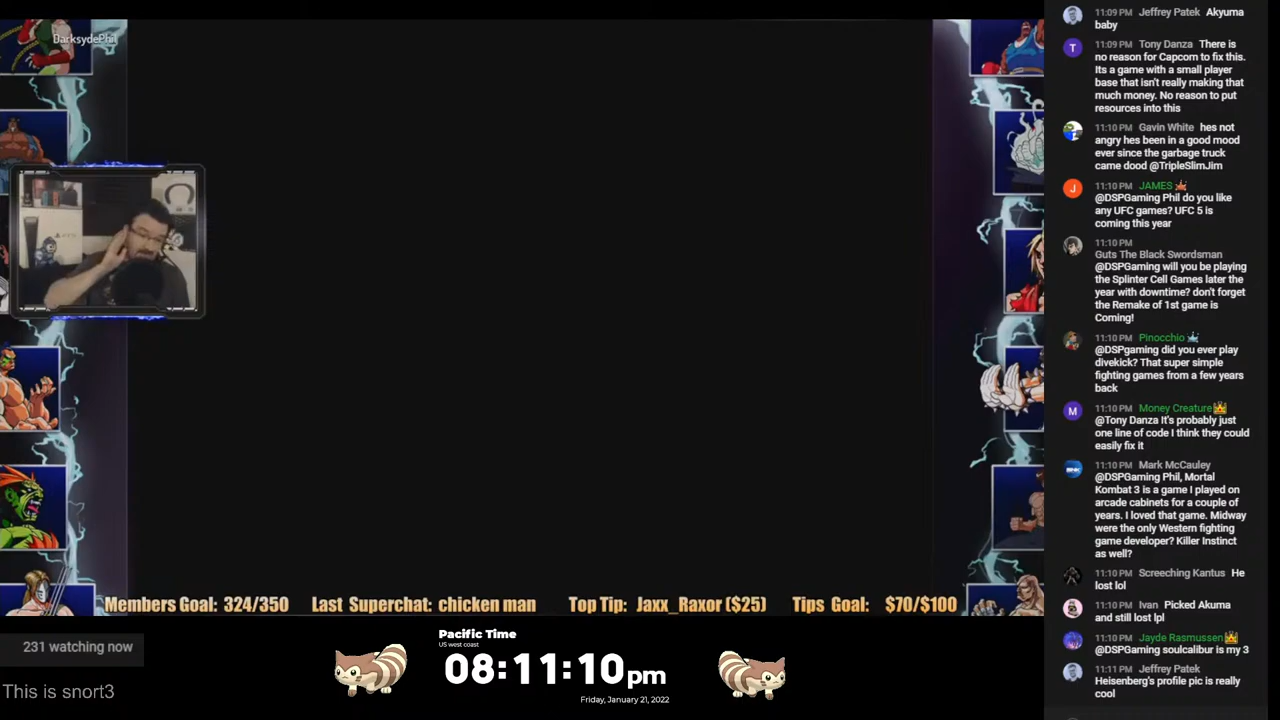 DarksydePhil
Members Goal: 324/350
Last Superchat: chicken man
Top Tip: Jaxx_Raxor ($25)
Tips Goal: $70/$100
231 watching now
This is snort3
Pacific Time
US west coast
08:11:10pm
Friday, January 21, 2022
11:09 PM Jeffrey Patek Akyuma
baby
T
11:09 PM Tony Danza There is
no reason for Capcom to fix this.
Its a game with a small player
base that isn't really making that
much money. No reason to put
resources into this
11:10 PM Gavin White hes not
angry hes been in a good mood
ever since the garbage truck
came dood @TripleSlimJim
J
11:10 PM JAMES
@DSPGaming Phil do you like
any UFC games? UFC 5 is
coming this year
11:10 PM
Guts The Black Swordsman
@DSPGaming will you be playing
the Splinter Cell Games later the
year with downtime? don't forget
the Remake of 1st game is
Coming!
11:10 PM Pinocchio
@DSPgaming did you ever play
divekick? That super simple
fighting games from a few years
back
M
11:10 PM Money Creature
@Tony Danza It's probably just
one line of code I think they could
easily fix it
11:10 PM Mark McCauley
@DSPGaming Phil, Mortal
Kombat 3 is a game I played on
arcade cabinets for a couple of
years. I loved that game. Midway
were the only Western fighting
game developer? Killer Instinct
as well?
11:10 PM Screeching Kantus He
lost lol
11:10 PM Ivan Picked Akuma
and still lost lpl
11:10 PM Jayde Rasmussen
@DSPGaming soulcalibur is my 3
11:11 PM Jeffrey Patek
Heisenberg's profile pic is really
cool